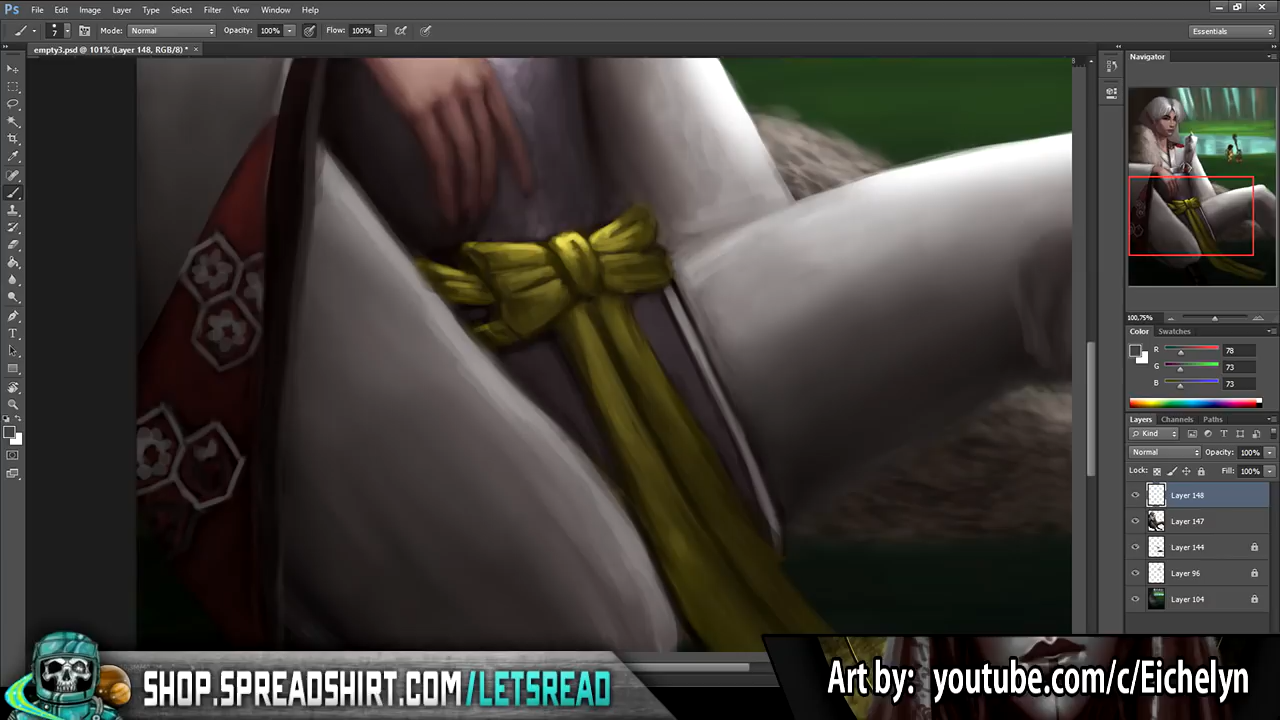 Ps File Edit Image Layer Type Select Filter View Window Help
7 Mode: Normal Opacity: 100% Flow: 100% Essentials
empty3.psd @ 101% (Layer 148, RGB/8) * ×
Navigator
100,75%
Color Swatches
R 78
G 73
B 73
Layers Channels Paths
Kind
Normal Opacity: 100%
Lock: Fill: 100%
Layer 148
Layer 147
Layer 144
Layer 96
Layer 104
SHOP.SPREADSHIRT.COM/LETSREAD
Art by: youtube.com/c/Eichelyn